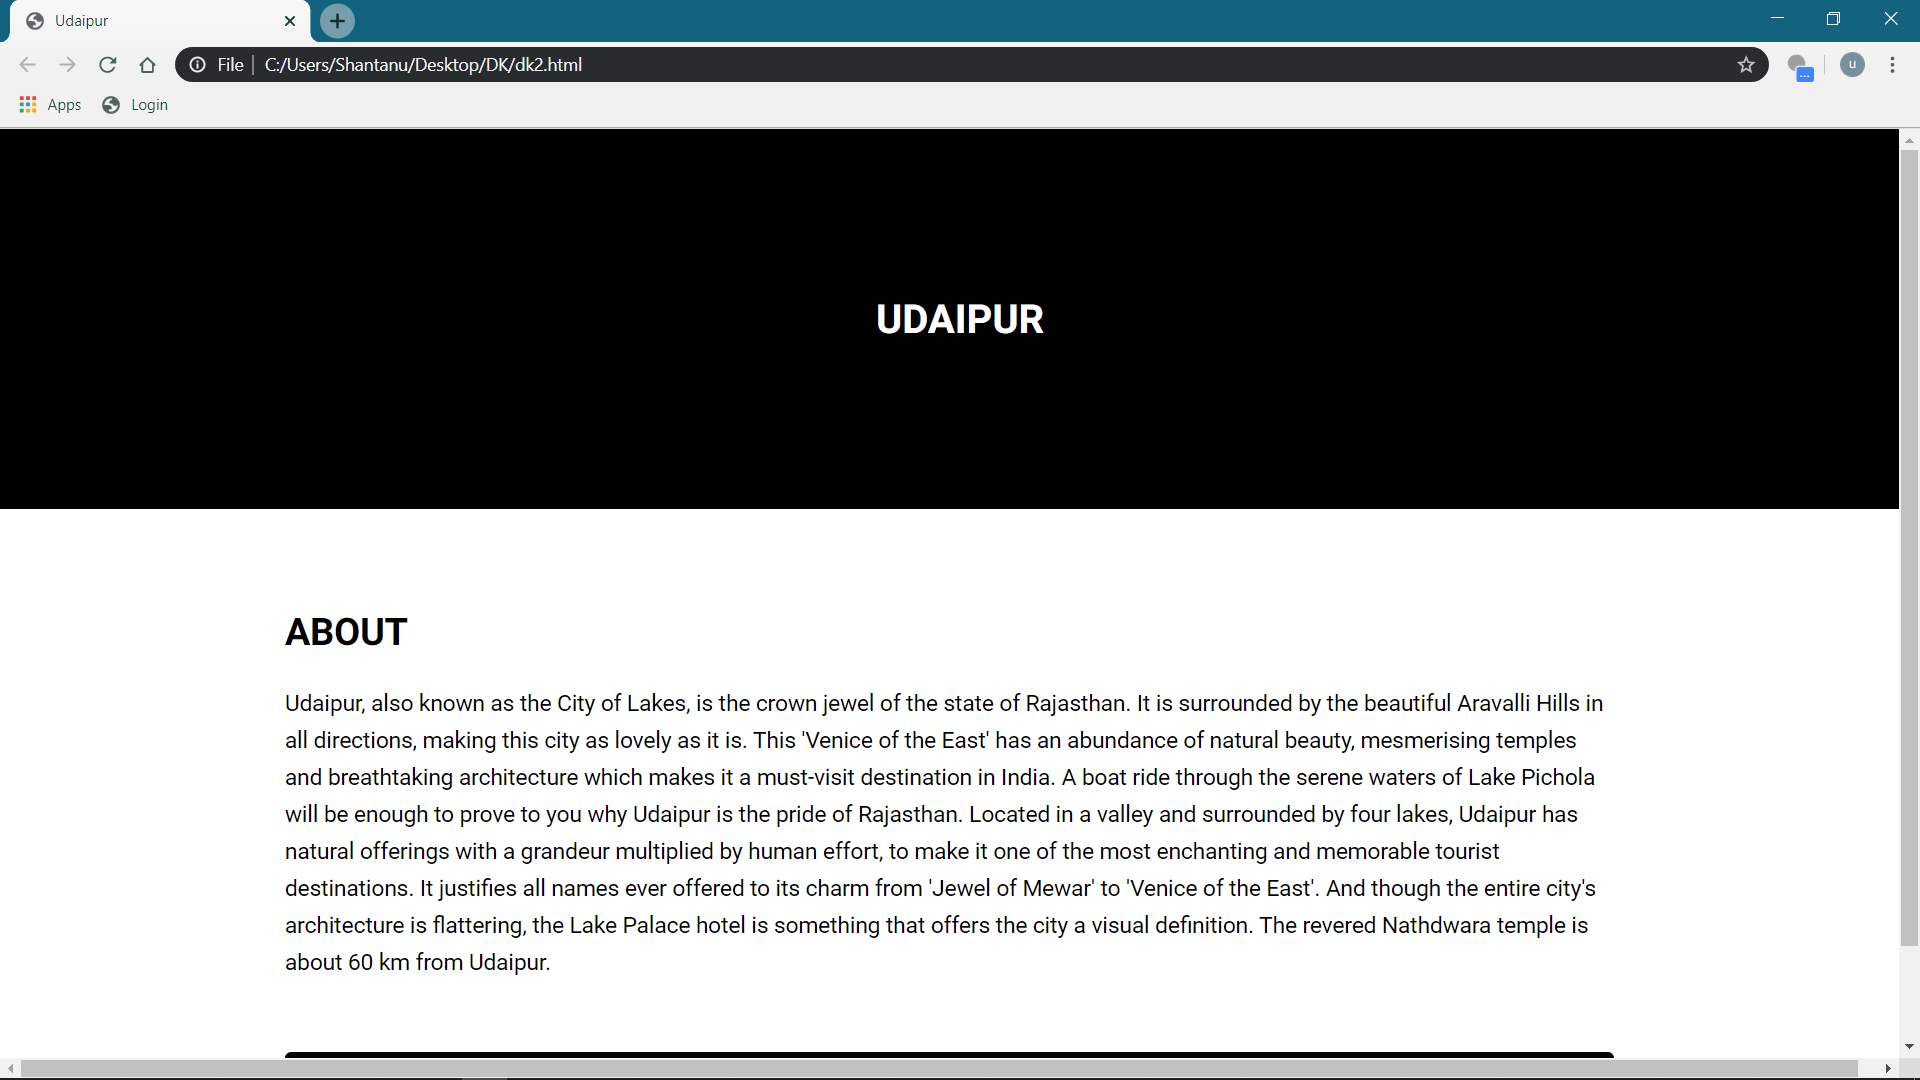 Udaipur
File | C:/Users/Shantanu/Desktop/DK/dk2.html
u
Apps
Login
UDAIPUR
ABOUT
Udaipur, also known as the City of Lakes, is the crown jewel of the state of Rajasthan. It is surrounded by the beautiful Aravalli Hills in
all directions, making this city as lovely as it is. This 'Venice of the East' has an abundance of natural beauty, mesmerising temples
and breathtaking architecture which makes it a must-visit destination in India. A boat ride through the serene waters of Lake Pichola
will be enough to prove to you why Udaipur is the pride of Rajasthan. Located in a valley and surrounded by four lakes, Udaipur has
natural offerings with a grandeur multiplied by human effort, to make it one of the most enchanting and memorable tourist
destinations. It justifies all names ever offered to its charm from 'Jewel of Mewar' to 'Venice of the East'. And though the entire city's
architecture is flattering, the Lake Palace hotel is something that offers the city a visual definition. The revered Nathdwara temple is
about 60 km from Udaipur.